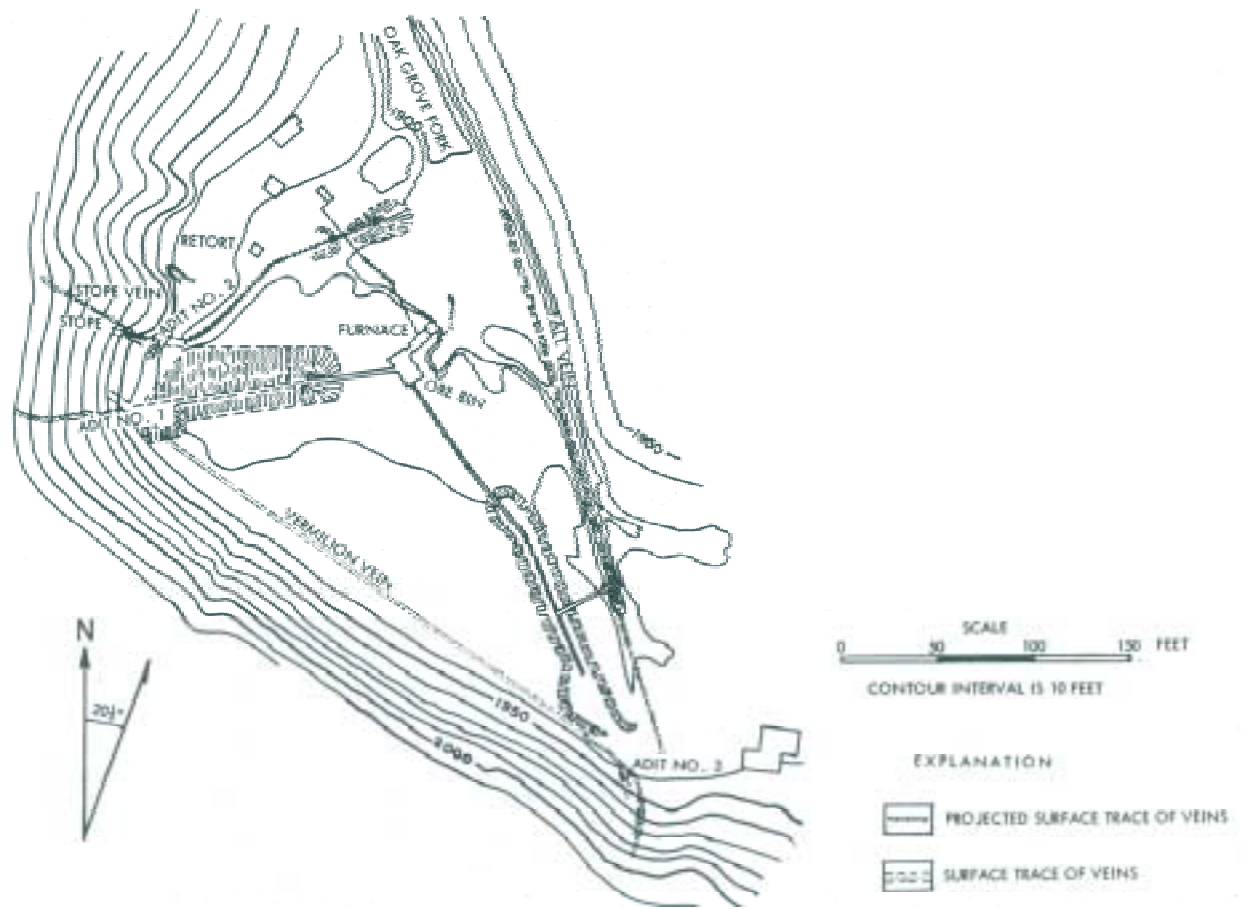 OAK GROVE FORK
1900
RETORT
STOPE VEIN
ADIT NO. 2
STOPE
FURNACE
ORE BIN
ADIT NO. 1
1950
VERMILION VEIN
N
20½°
1950
2000
ADIT NO. 3
SCALE
0 50 100 150 FEET
CONTOUR INTERVAL IS 10 FEET
EXPLANATION
PROJECTED SURFACE TRACE OF VEINS
SURFACE TRACE OF VEINS